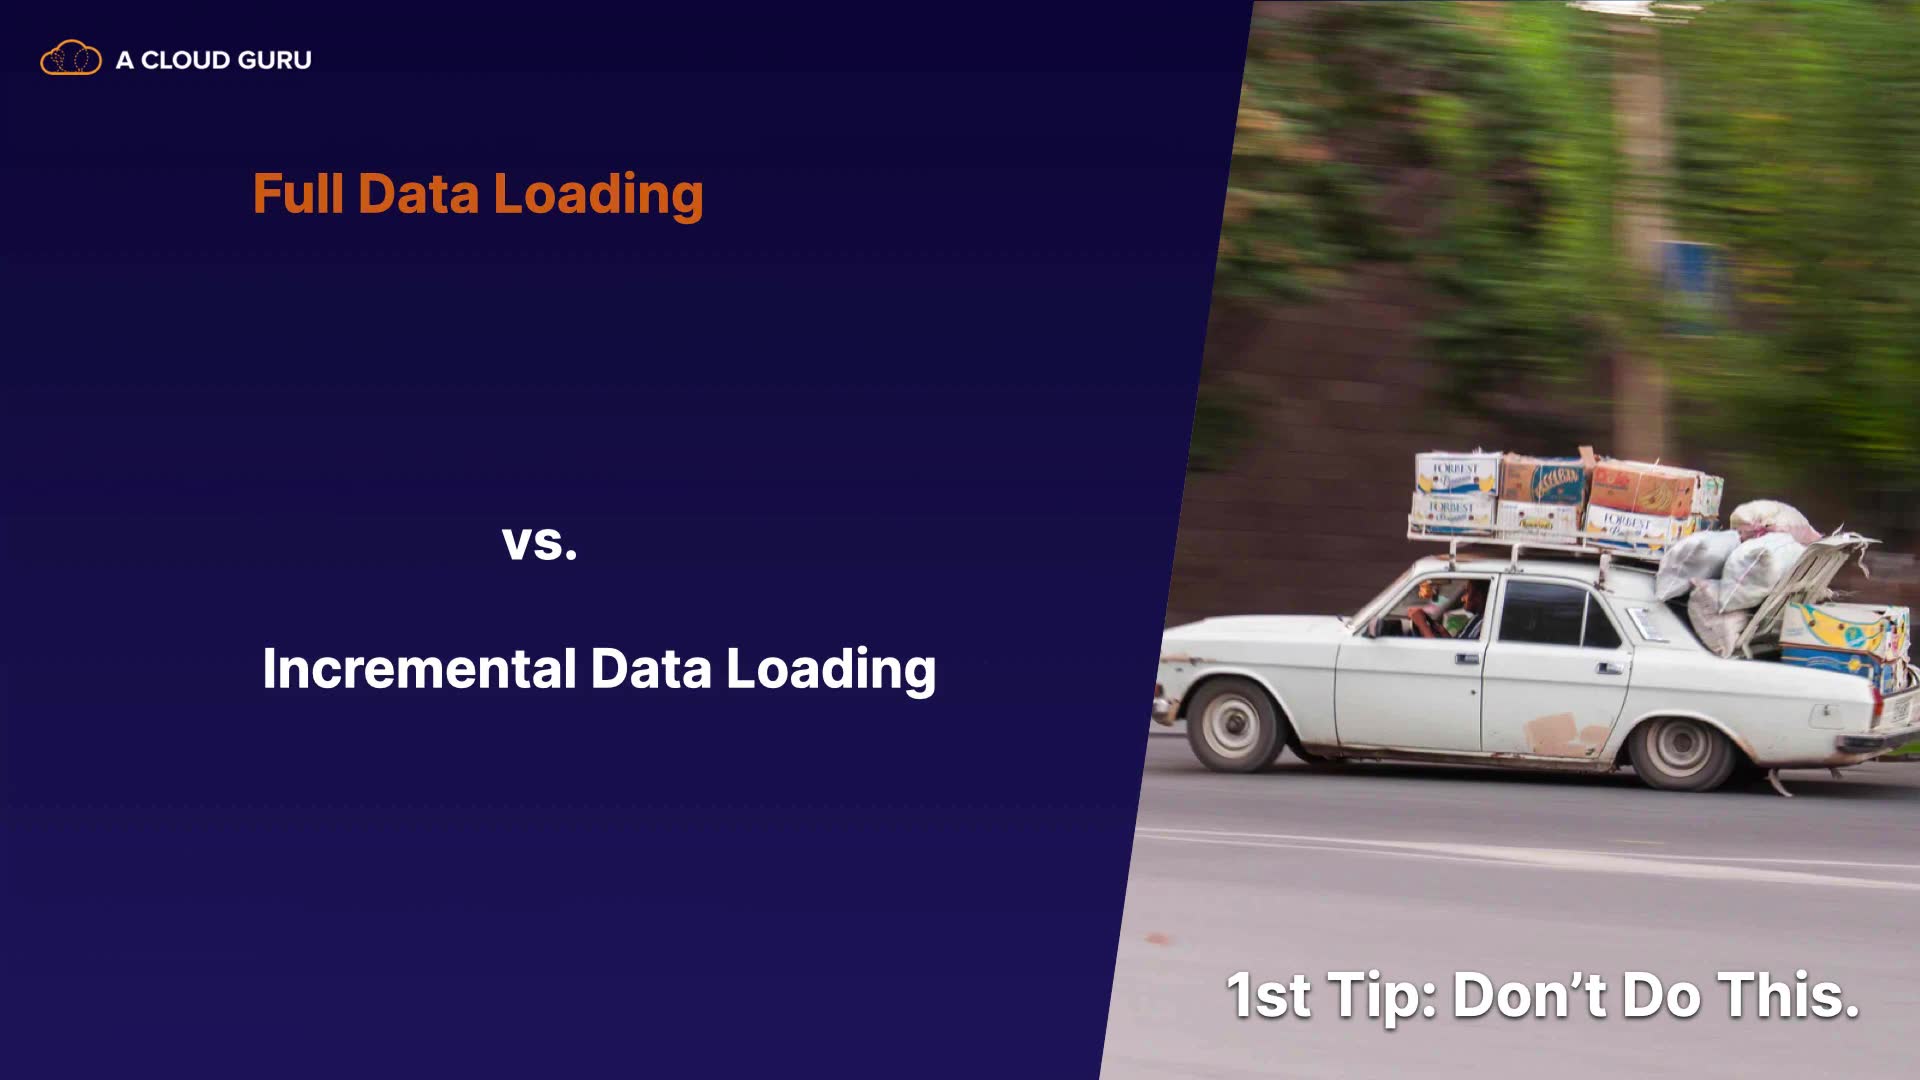 A CLOUD GURU
Full Data Loading
vs.
Incremental Data Loading
FORBEST
FORBEST
FORBEST
1st Tip: Don’t Do This.